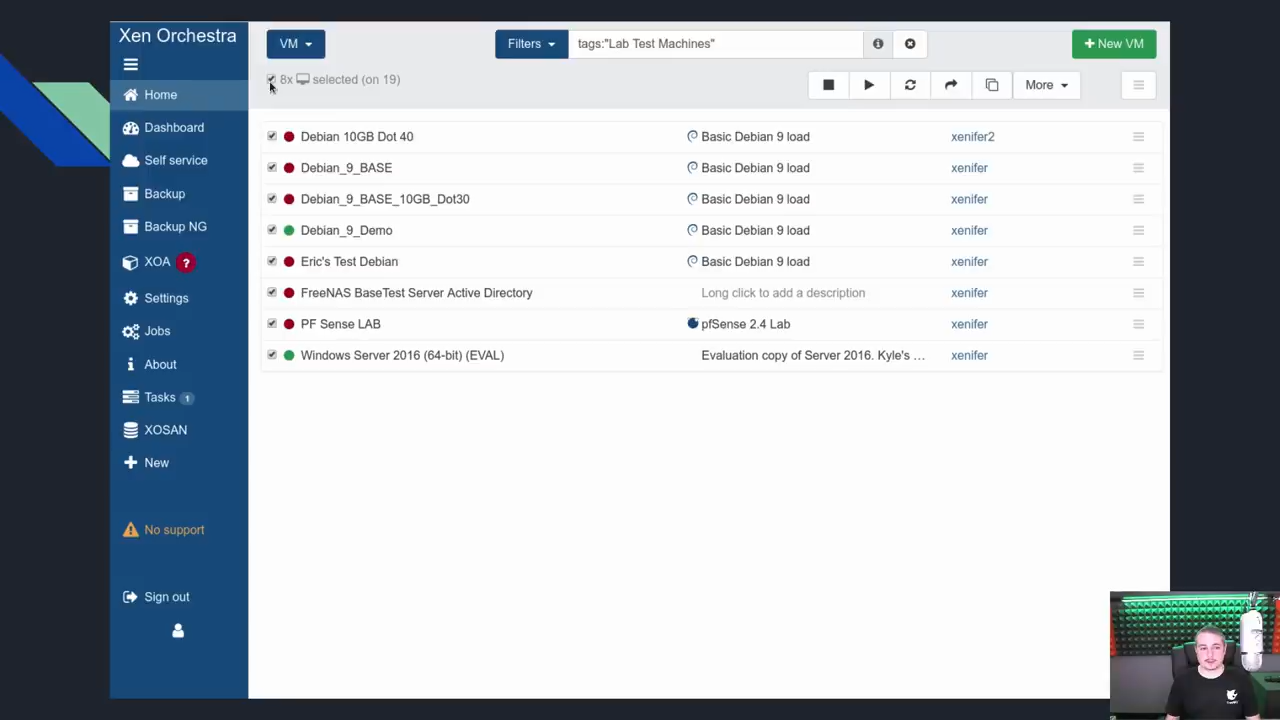 Xen Orchestra
VM
Filters
tags:"Lab Test Machines"
New VM
8x selected (on 19)
More
Home
Dashboard
Self service
Backup
Backup NG
XOA ?
Settings
Jobs
About
Tasks 1
XOSAN
New
No support
Sign out
Debian 10GB Dot 40 Basic Debian 9 load xenifer2
Debian_9_BASE Basic Debian 9 load xenifer
Debian_9_BASE_10GB_Dot30 Basic Debian 9 load xenifer
Debian_9_Demo Basic Debian 9 load xenifer
Eric's Test Debian Basic Debian 9 load xenifer
FreeNAS BaseTest Server Active Directory Long click to add a description xenifer
PF Sense LAB pfSense 2.4 Lab xenifer
Windows Server 2016 (64-bit) (EVAL) Evaluation copy of Server 2016. Kyle's ... xenifer